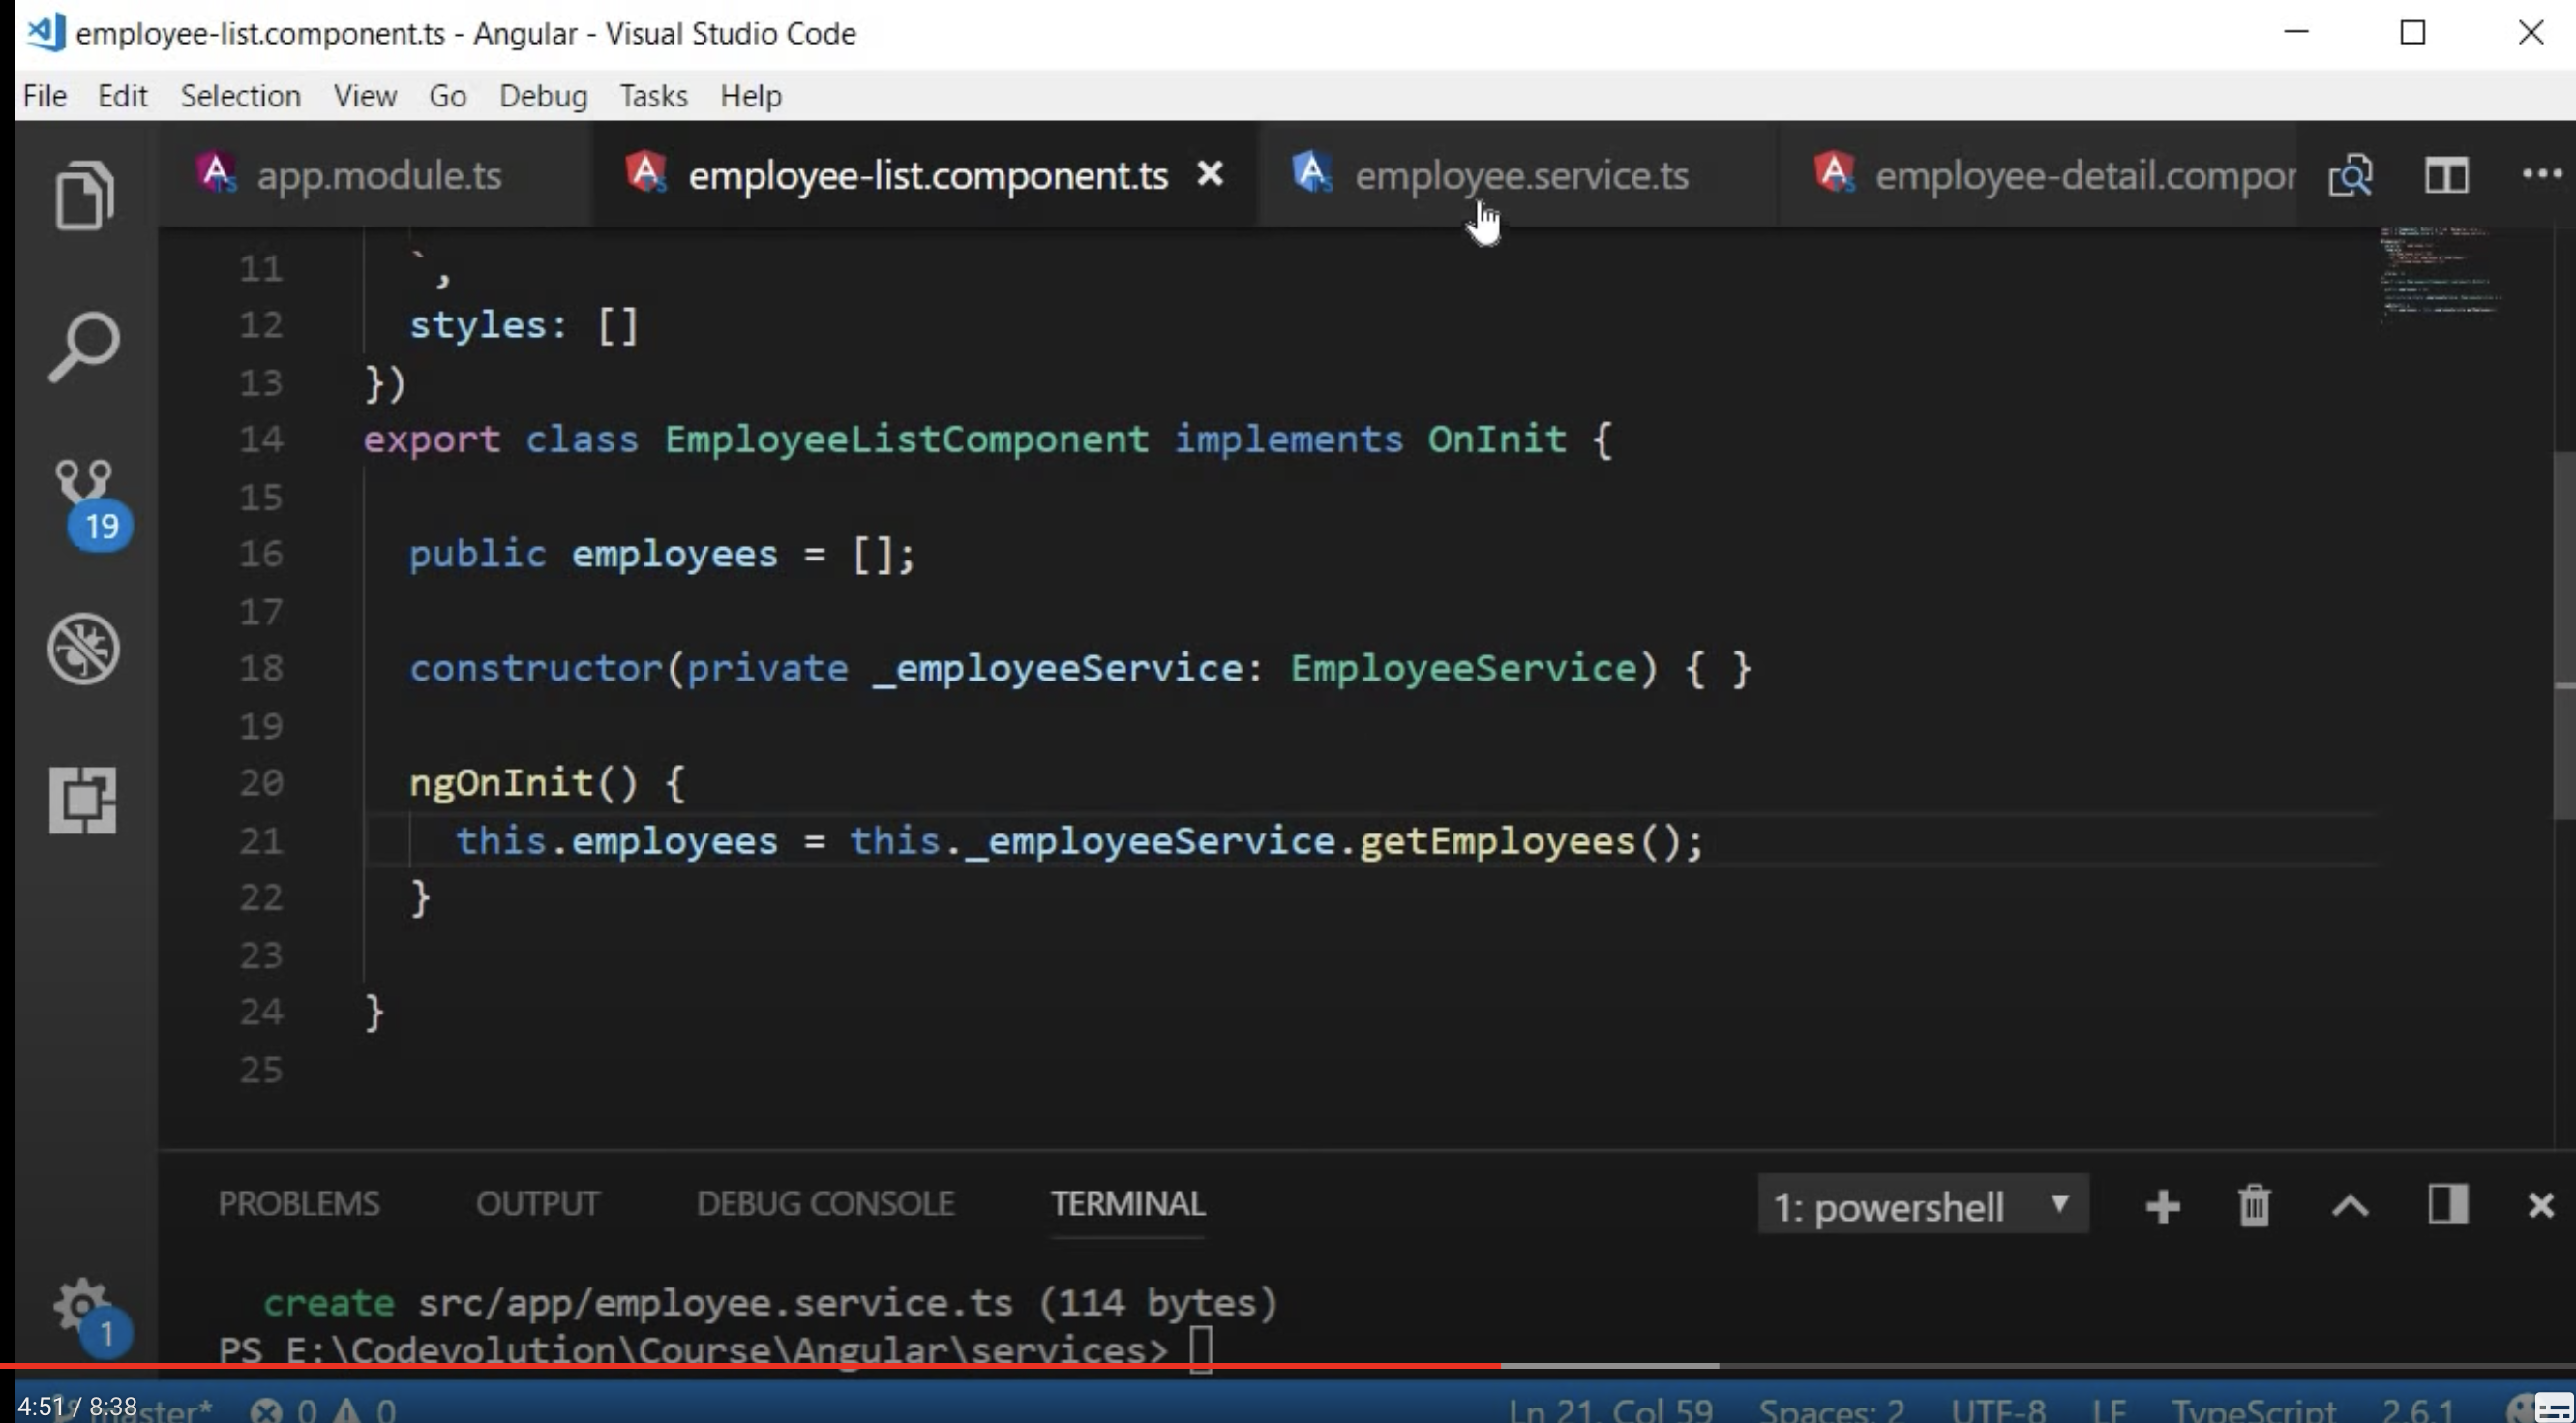 employee-list.component.ts - Angular - Visual Studio Code
File Edit Selection View Go Debug Tasks Help
app.module.ts employee-list.component.ts employee.service.ts employee-detail.compon
11 `,
12 styles: []
13 })
14 export class EmployeeListComponent implements OnInit {
15
16 public employees = [];
17
18 constructor(private _employeeService: EmployeeService) { }
19
20 ngOnInit() {
21 this.employees = this._employeeService.getEmployees();
22 }
23
24 }
25
19
1
PROBLEMS OUTPUT DEBUG CONSOLE TERMINAL 1: powershell
create src/app/employee.service.ts (114 bytes)
PS E:\Codevolution\Course\Angular\services>
4:51 / 8:38 master* 0 0 Ln 21, Col 59 Spaces: 2 UTF-8 LF TypeScript 2.6.1